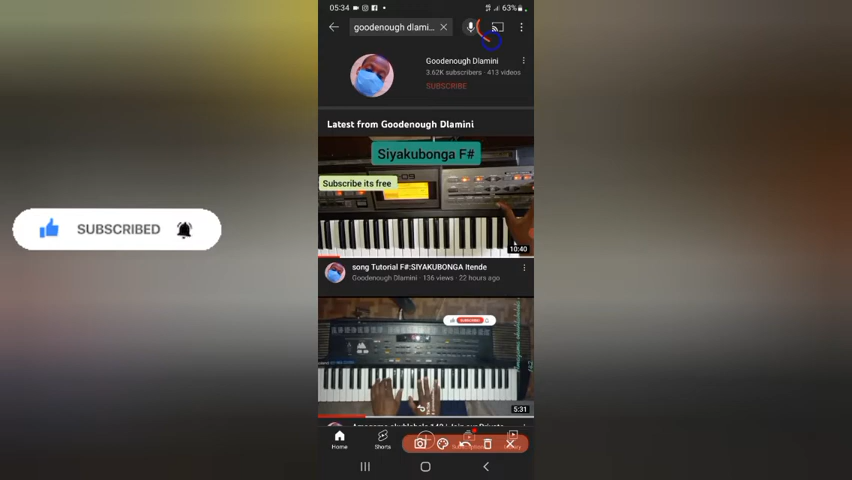 05:34
63%
goodenough dlami...
Goodenough Dlamini
3.62K subscribers · 413 videos
SUBSCRIBE
Latest from Goodenough Dlamini
Siyakubonga F#
Subscribe its free
-09
10:40
song Tutorial F#:SIYAKUBONGA Itende
Goodenough Dlamini · 136 views · 22 hours ago
SUBSCRIBED
5:31
Home
Shorts